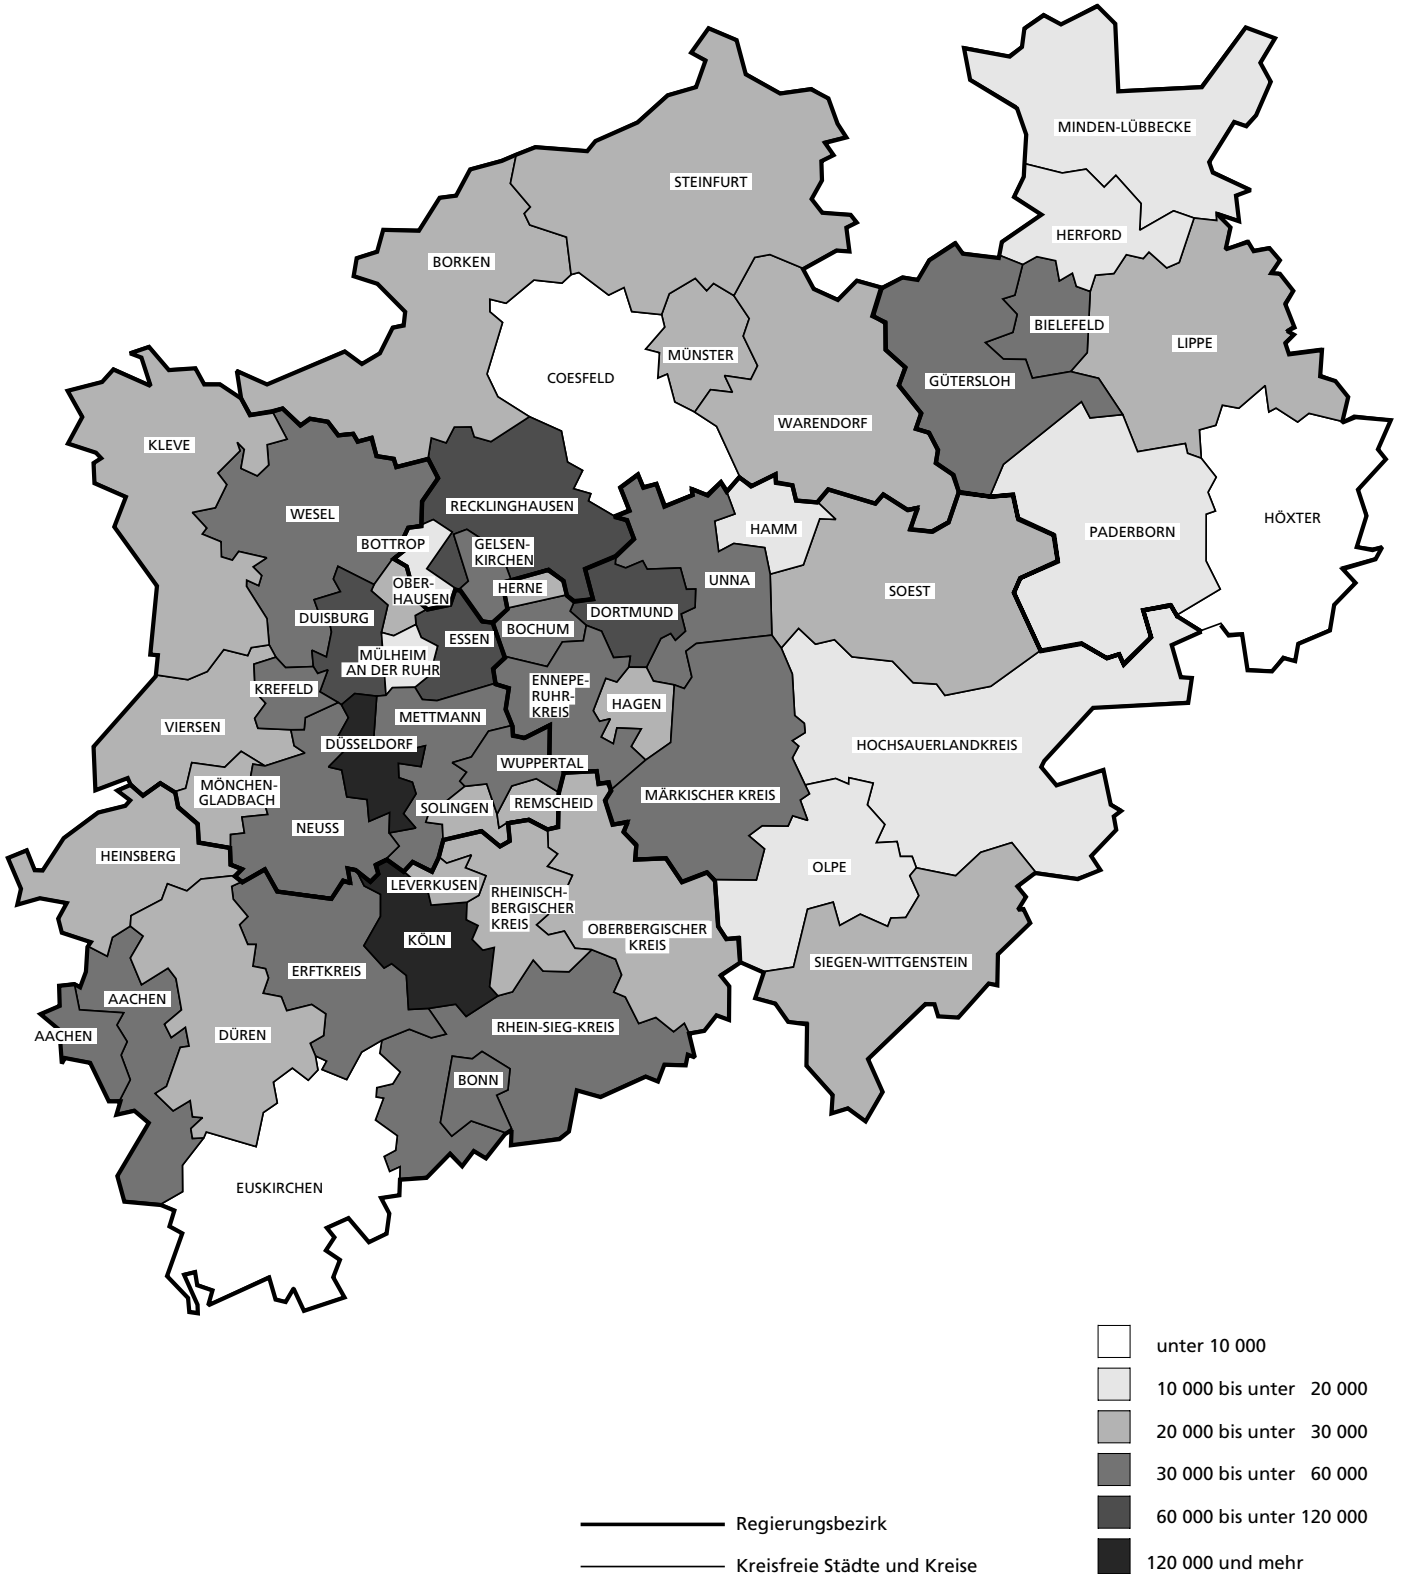 MINDEN-LÜBBECKE
STEINFURT
HERFORD
BORKEN
BIELEFELD
LIPPE
MÜNSTER
COESFELD
GÜTERSLOH
WARENDORF
KLEVE
RECKLINGHAUSEN
WESEL
HÖXTER
HAMM
PADERBORN
BOTTROP
GELSEN-
KIRCHEN
UNNA
OBER-
HAUSEN
HERNE
SOEST
DORTMUND
DUISBURG
BOCHUM
ESSEN
MÜLHEIM
AN DER RUHR
ENNEPE-
RUHR-
KREIS
KREFELD
HAGEN
METTMANN
VIERSEN
DÜSSELDORF
HOCHSAUERLANDKREIS
WUPPERTAL
MÖNCHEN-
GLADBACH
MÄRKISCHER KREIS
SOLINGEN
REMSCHEID
NEUSS
HEINSBERG
OLPE
LEVERKUSEN
RHEINISCH-
BERGISCHER
KREIS
OBERBERGISCHER
KREIS
KÖLN
SIEGEN-WITTGENSTEIN
ERFTKREIS
AACHEN
RHEIN-SIEG-KREIS
AACHEN
DÜREN
BONN
EUSKIRCHEN
unter 10 000
10 000 bis unter 20 000
20 000 bis unter 30 000
30 000 bis unter 60 000
60 000 bis unter 120 000
120 000 und mehr
Regierungsbezirk
Kreisfreie Städte und Kreise